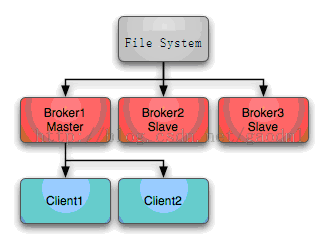 File System
Broker1
Master
Broker2
Slave
Broker3
Slave
Client1
Client2